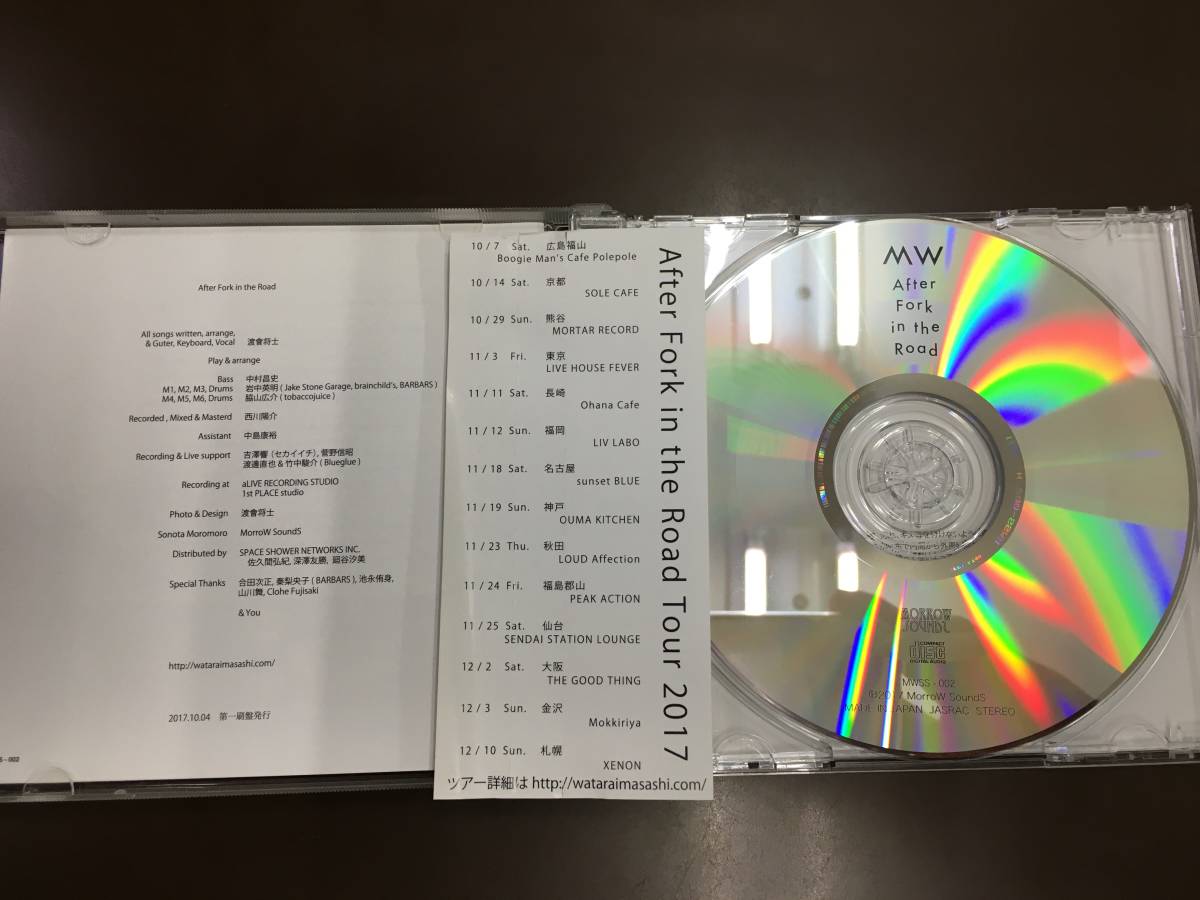 After Fork in the Road
All songs written, arrange,
& Guter, Keyboard, Vocal 渡會将士
Play & arrange
Bass 中村昌史
M1, M2, M3, Drums 岩中英明 ( Jake Stone Garage, brainchild's, BARBARS )
M4, M5, M6, Drums 脇山広介 ( tobaccojuice )
Recorded , Mixed & Masterd 西川陽介
Assistant 中島康裕
Recording & Live support 吉澤響 (セカイイチ), 菅野信昭
渡邊直也 & 竹中駿介 ( Blueglue )
Recording at aLIVE RECORDING STUDIO
1st PLACE studio
Photo & Design 渡會将士
Sonota Moromoro MorroW SoundS
Distributed by SPACE SHOWER NETWORKS INC.
佐久間弘紀, 深澤友勝, 岡谷汐美
Special Thanks 合田次正, 秦梨央子 ( BARBARS ), 池永侑身,
山川舞, Clohe Fujisaki
& You
http://wataraimasashi.com/
2017.10.04 第一刷盤発行
S-002
10 / 7 Sat. 広島福山
Boogie Man's Cafe Polepole
10 / 14 Sat. 京都
SOLE CAFE
10 / 29 Sun. 熊谷
MORTAR RECORD
11 / 3 Fri. 東京
LIVE HOUSE FEVER
11 / 11 Sat. 長崎
Ohana Cafe
11 / 12 Sun. 福岡
LIV LABO
11 / 18 Sat. 名古屋
sunset BLUE
11 / 19 Sun. 神戸
OUMA KITCHEN
11 / 23 Thu. 秋田
LOUD Affection
11 / 24 Fri. 福島郡山
PEAK ACTION
11 / 25 Sat. 仙台
SENDAI STATION LOUNGE
12 / 2 Sat. 大阪
THE GOOD THING
12 / 3 Sun. 金沢
Mokkiriya
12 / 10 Sun. 札幌
XENON
ツアー詳細は http://wataraimasashi.com/
After Fork in the Road Tour 2017
MW
After
Fork
in the
Road
MORROW
SOUNDS
COMPACT
DISC
DIGITAL AUDIO
MWSS - 002
℗©2017 MorroW SoundS
MADE IN JAPAN JASRAC STEREO